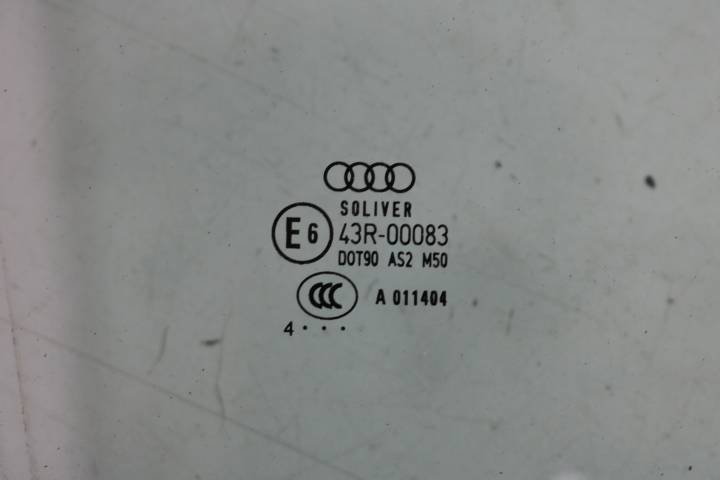 SOLIVER
E6 43R-00083
DOT90 AS2 M50
CCC A 011404
4 · · ·